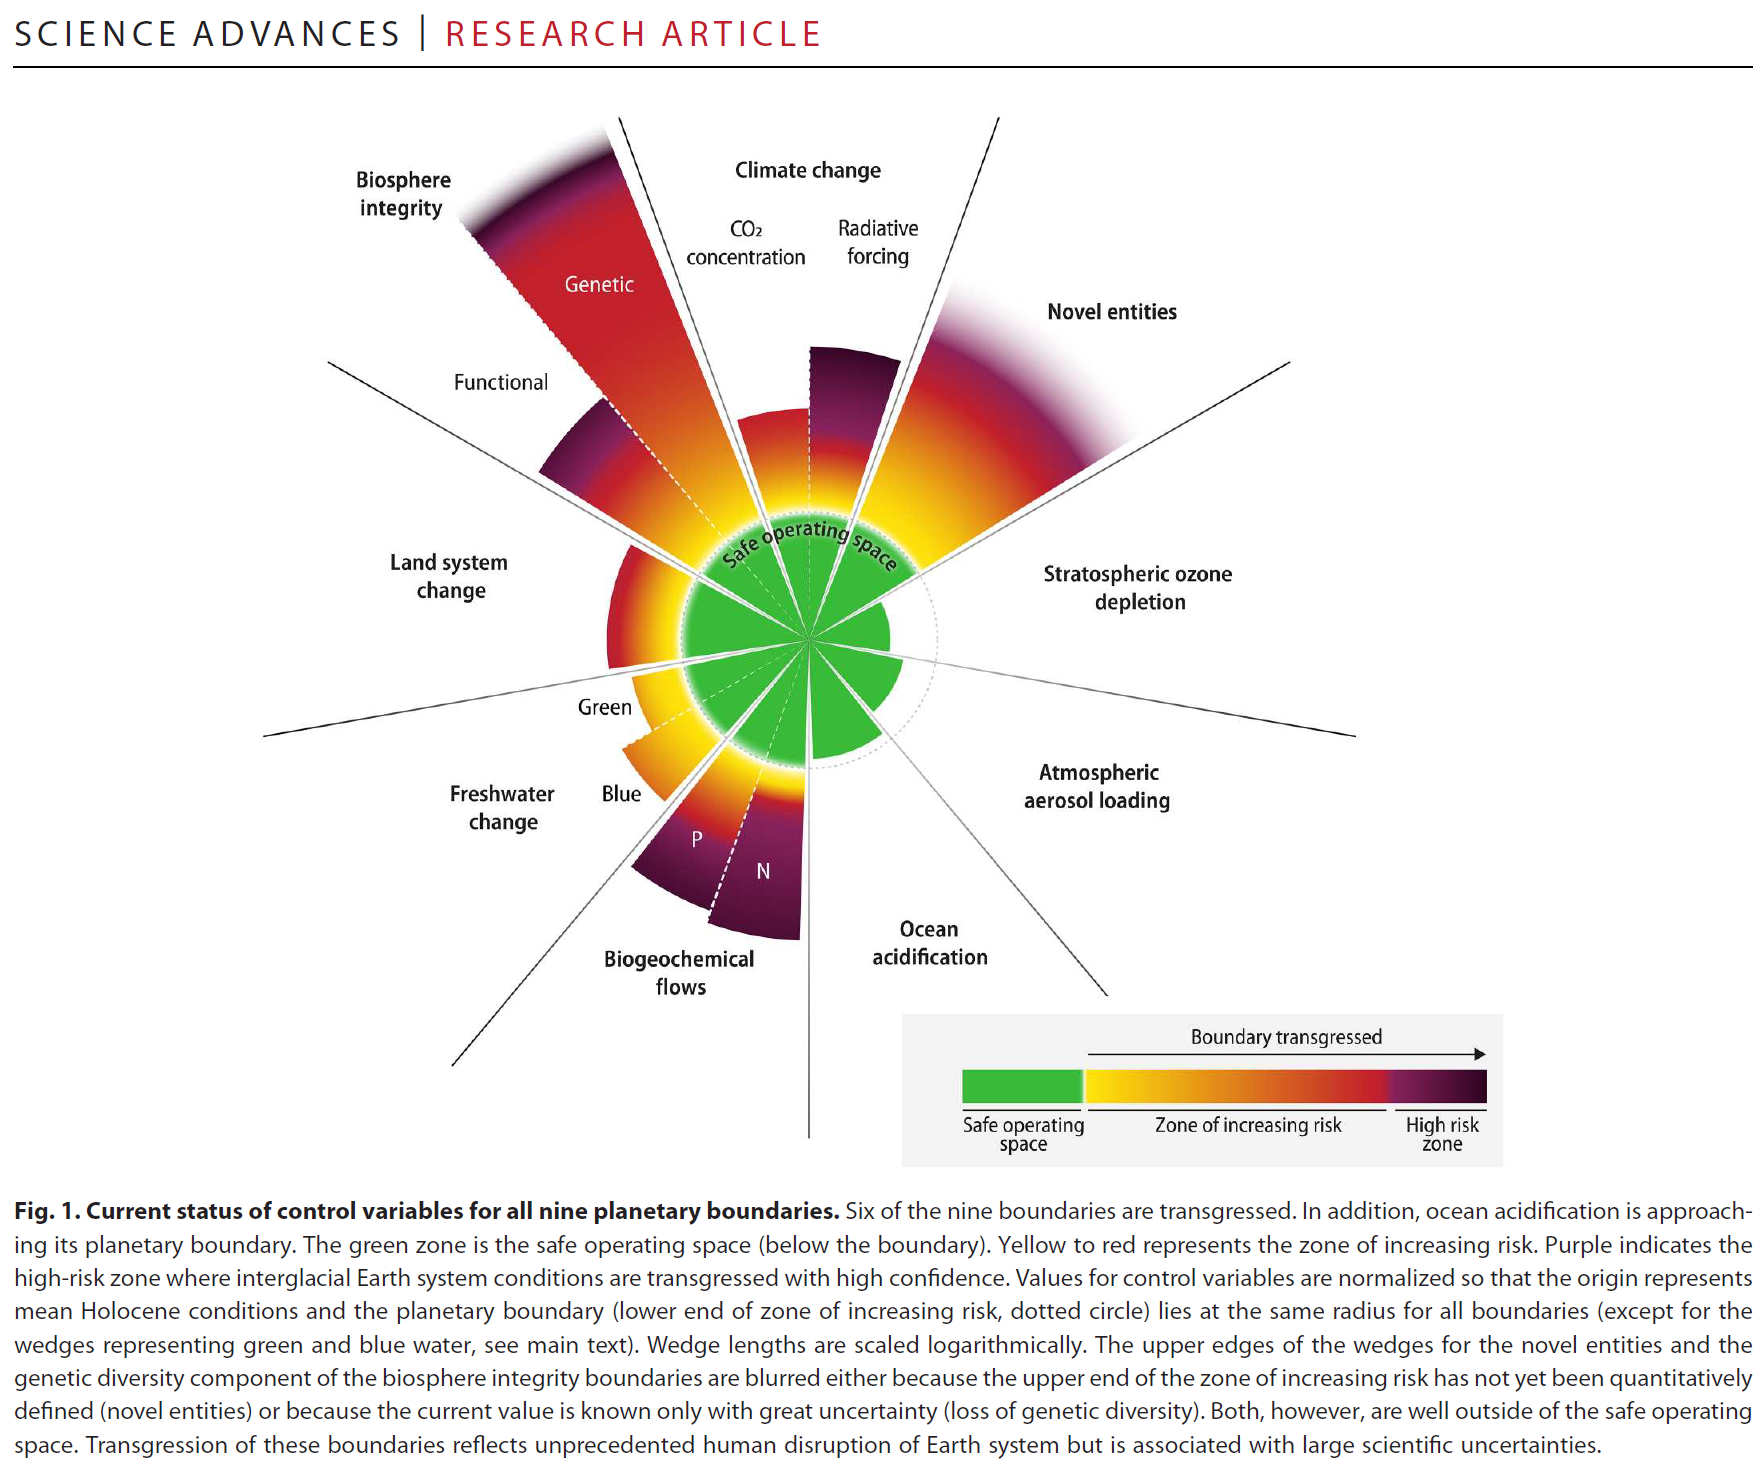 SCIENCE ADVANCES | RESEARCH ARTICLE
Biosphere
integrity
Climate change
CO₂
concentration
Radiative
forcing
Genetic
Novel entities
Functional
Safe operating space
Land system
change
Stratospheric ozone
depletion
Green
Freshwater
change
Blue
P
N
Atmospheric
aerosol loading
Biogeochemical
flows
Ocean
acidification
Boundary transgressed
Safe operating
space
Zone of increasing risk
High risk
zone
Fig. 1. Current status of control variables for all nine planetary boundaries. Six of the nine boundaries are transgressed. In addition, ocean acidification is approach-
ing its planetary boundary. The green zone is the safe operating space (below the boundary). Yellow to red represents the zone of increasing risk. Purple indicates the
high-risk zone where interglacial Earth system conditions are transgressed with high confidence. Values for control variables are normalized so that the origin represents
mean Holocene conditions and the planetary boundary (lower end of zone of increasing risk, dotted circle) lies at the same radius for all boundaries (except for the
wedges representing green and blue water, see main text). Wedge lengths are scaled logarithmically. The upper edges of the wedges for the novel entities and the
genetic diversity component of the biosphere integrity boundaries are blurred either because the upper end of the zone of increasing risk has not yet been quantitatively
defined (novel entities) or because the current value is known only with great uncertainty (loss of genetic diversity). Both, however, are well outside of the safe operating
space. Transgression of these boundaries reflects unprecedented human disruption of Earth system but is associated with large scientific uncertainties.